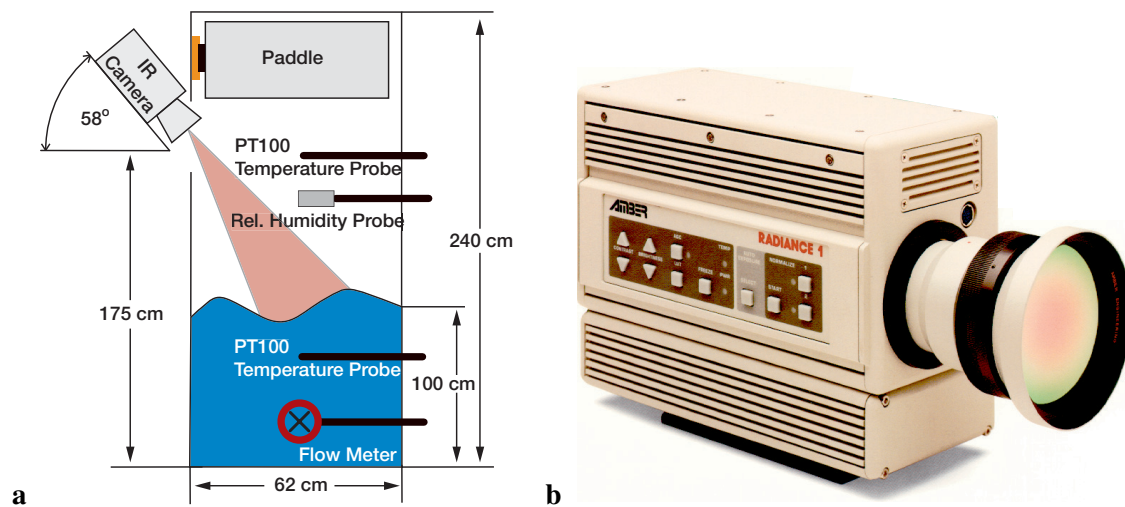 Paddle
IR
Camera
58°
PT100
Temperature Probe
Rel. Humidity Probe
240 cm
175 cm
PT100
Temperature Probe
100 cm
Flow Meter
62 cm
a
AMBER
RADIANCE 1
NORMALIZE
START
FREEZE
b